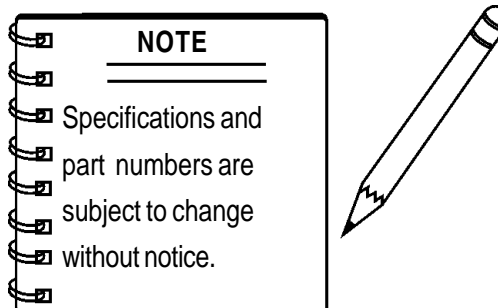 NOTE
Specifications and
part numbers are
subject to change
without notice.